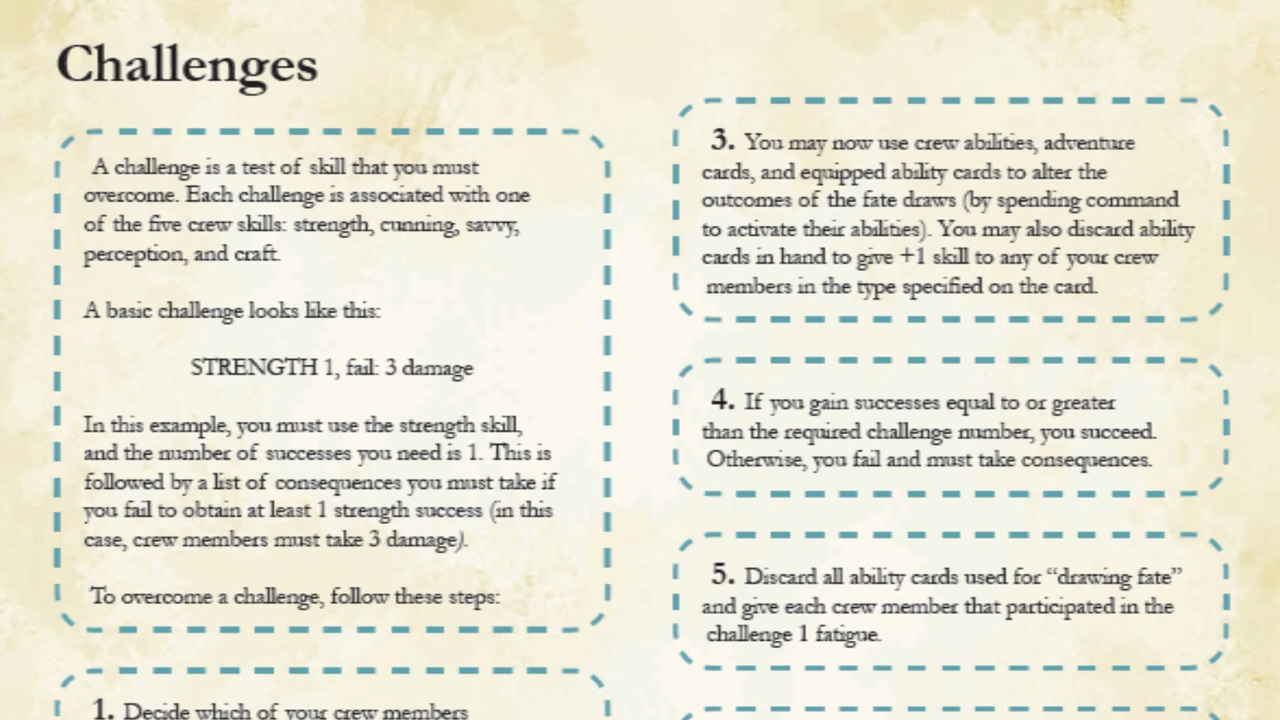 Challenges
A challenge is a test of skill that you must
overcome. Each challenge is associated with one
of the five crew skills: strength, cunning, savvy,
perception, and craft.
A basic challenge looks like this:
STRENGTH 1, fail: 3 damage
In this example, you must use the strength skill,
and the number of successes you need is 1. This is
followed by a list of consequences you must take if
you fail to obtain at least 1 strength success (in this
case, crew members must take 3 damage).
To overcome a challenge, follow these steps:
1. Decide which of your crew members
3. You may now use crew abilities, adventure
cards, and equipped ability cards to alter the
outcomes of the fate draws (by spending command
to activate their abilities). You may also discard ability
cards in hand to give +1 skill to any of your crew
members in the type specified on the card.
4. If you gain successes equal to or greater
than the required challenge number, you succeed.
Otherwise, you fail and must take consequences.
5. Discard all ability cards used for “drawing fate”
and give each crew member that participated in the
challenge 1 fatigue.